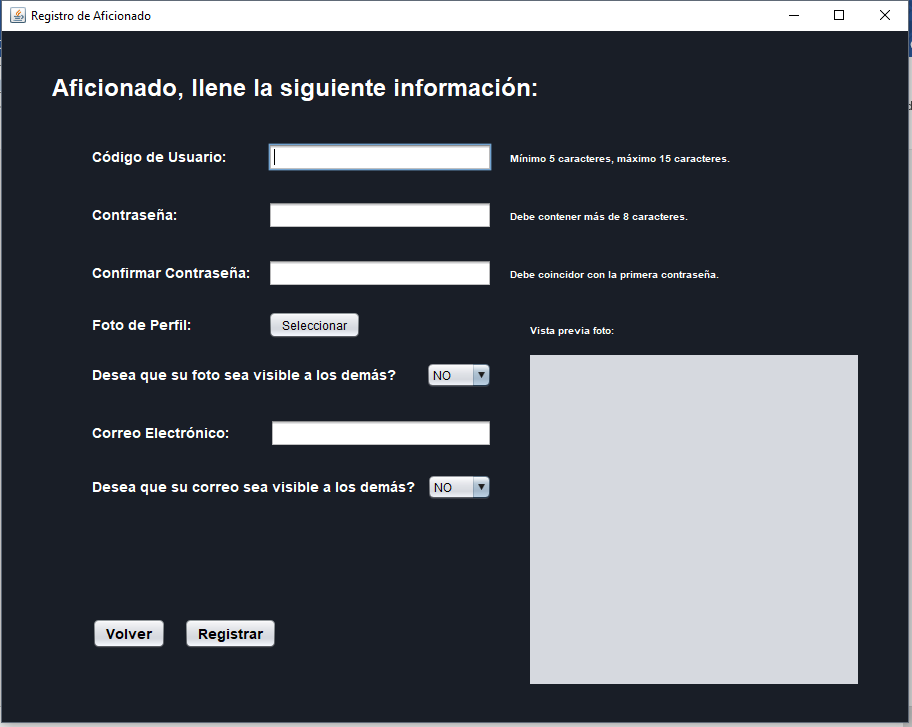 Registro de Aficionado
Aficionado, llene la siguiente información:
Código de Usuario:
Mínimo 5 caracteres, máximo 15 caracteres.
Contraseña:
Debe contener más de 8 caracteres.
Confirmar Contraseña:
Debe coincidor con la primera contraseña.
Foto de Perfil:
Seleccionar
Vista previa foto:
Desea que su foto sea visible a los demás?
NO
Correo Electrónico:
Desea que su correo sea visible a los demás?
NO
Volver
Registrar